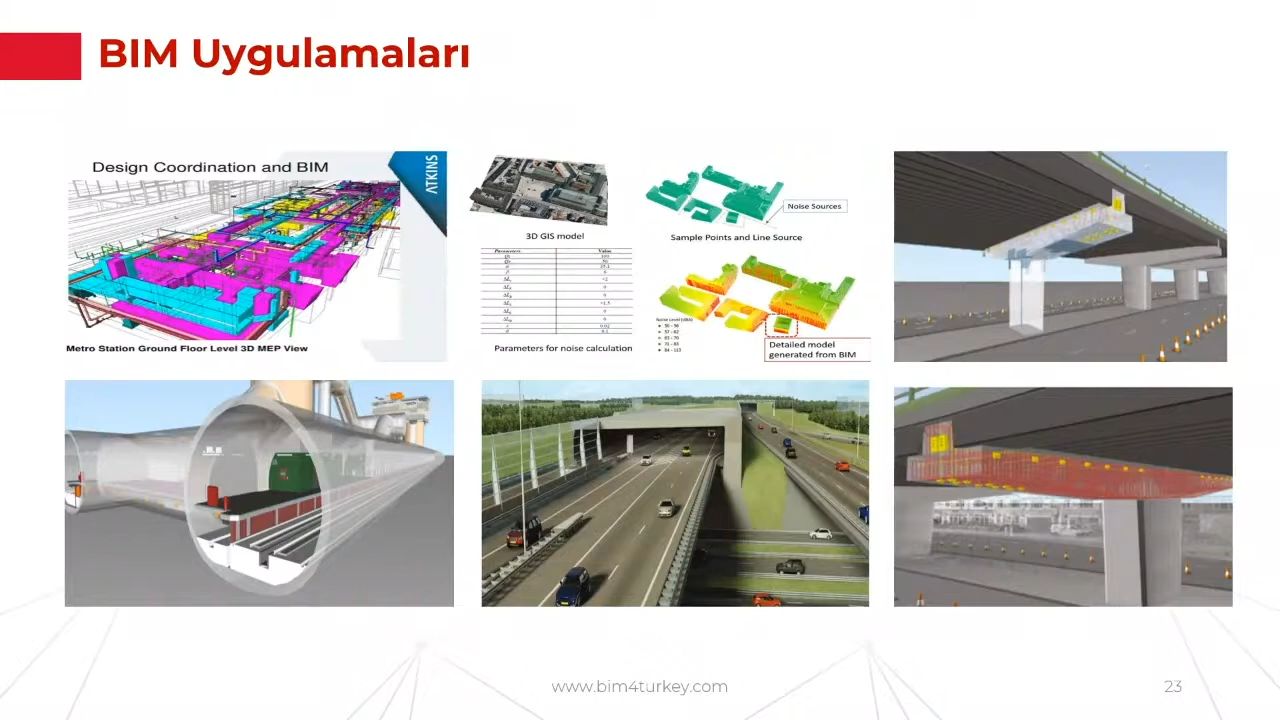 BIM Uygulamaları
Design Coordination and BIM
ATKINS
Metro Station Ground Floor Level 3D MEP View
3D GIS model
Noise Sources
Sample Points and Line Source
Parameters
Value
Parameters for noise calculation
Detailed model
generated from BIM
www.bim4turkey.com
23